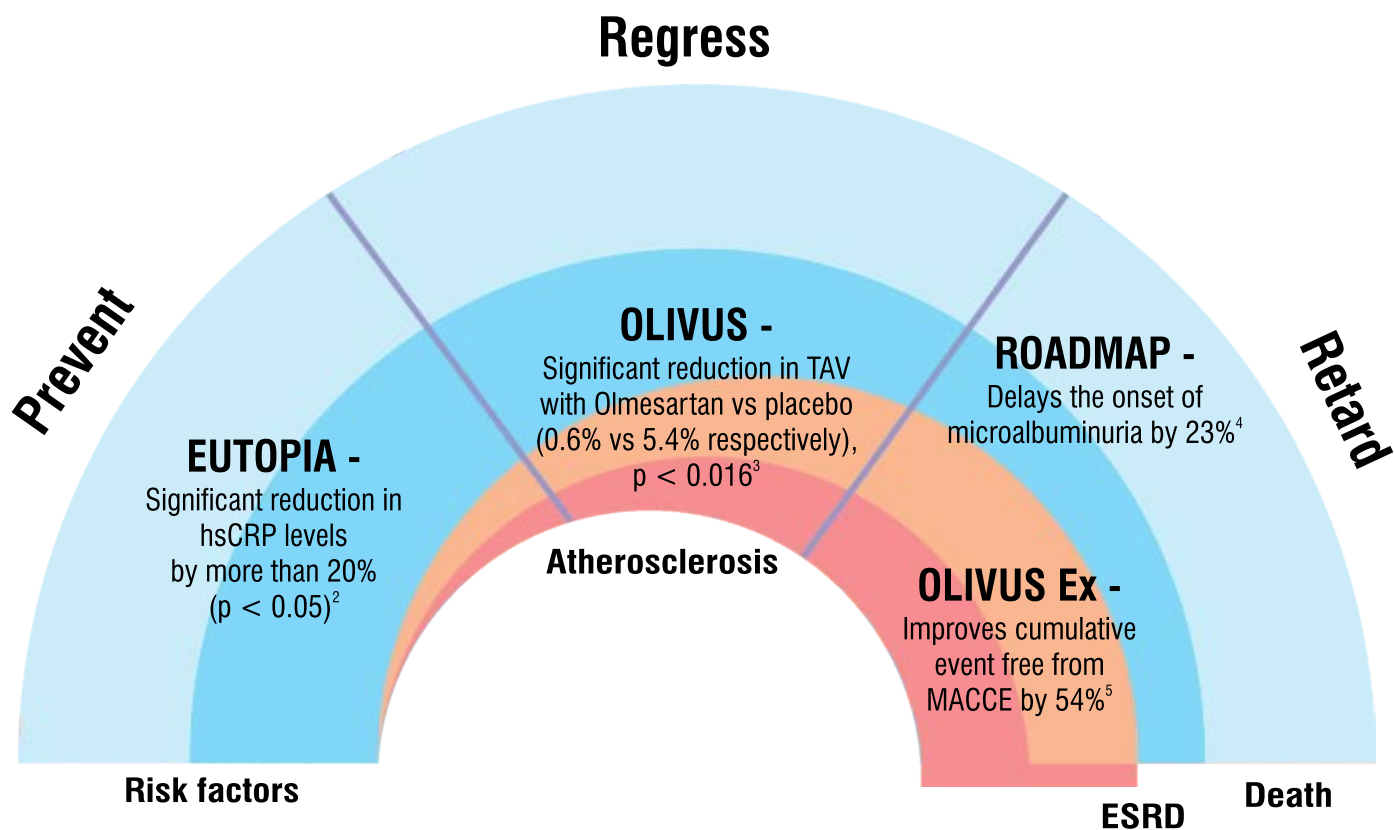 Regress
Prevent
Retard
EUTOPIA -
Significant reduction in
hsCRP levels
by more than 20%
(p < 0.05)²
OLIVUS -
Significant reduction in TAV
with Olmesartan vs placebo
(0.6% vs 5.4% respectively),
p < 0.016³
ROADMAP -
Delays the onset of
microalbuminuria by 23%⁴
OLIVUS Ex -
Improves cumulative
event free from
MACCE by 54%⁵
Atherosclerosis
Risk factors
ESRD
Death